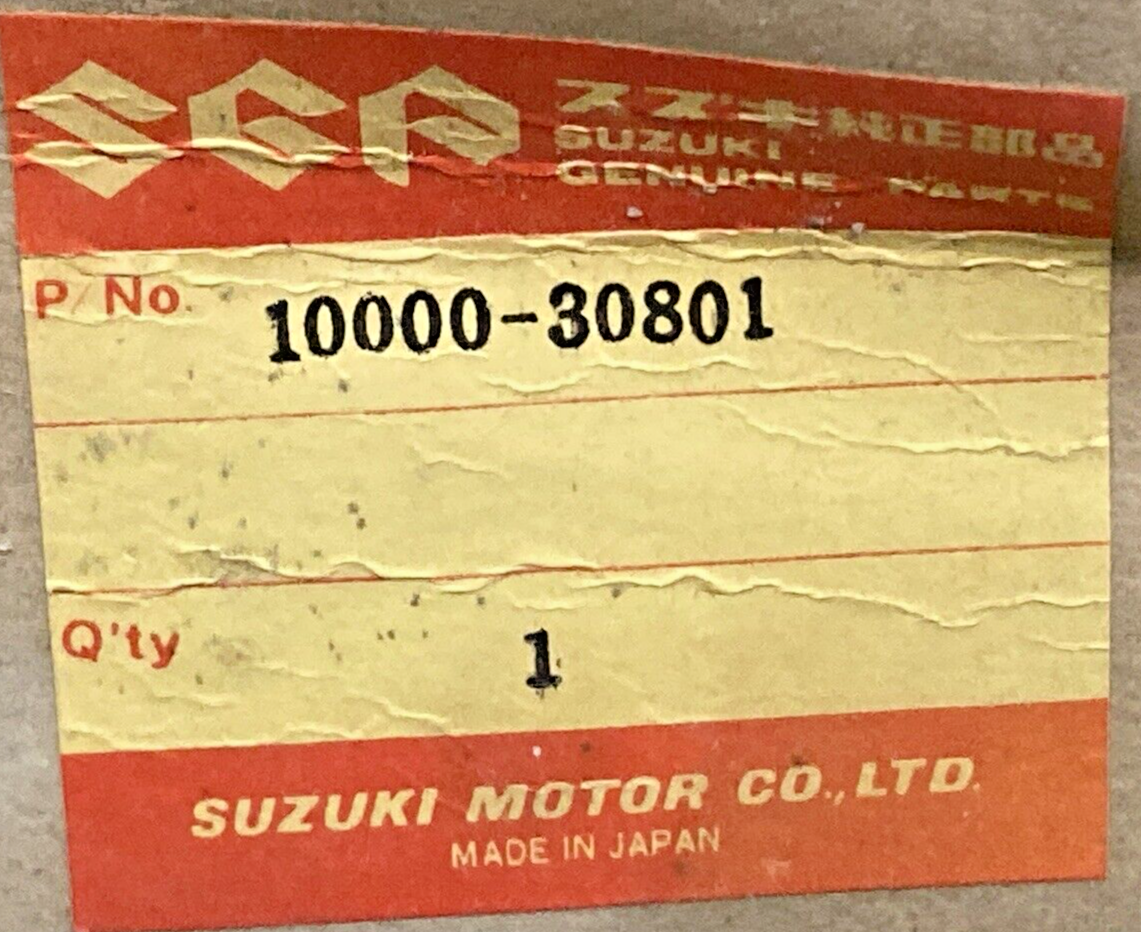 SGP
スズキ純正部品
SUZUKI
GENUINE PARTS
P/No. 10000-30801
Q'ty 1
SUZUKI MOTOR CO.,LTD.
MADE IN JAPAN